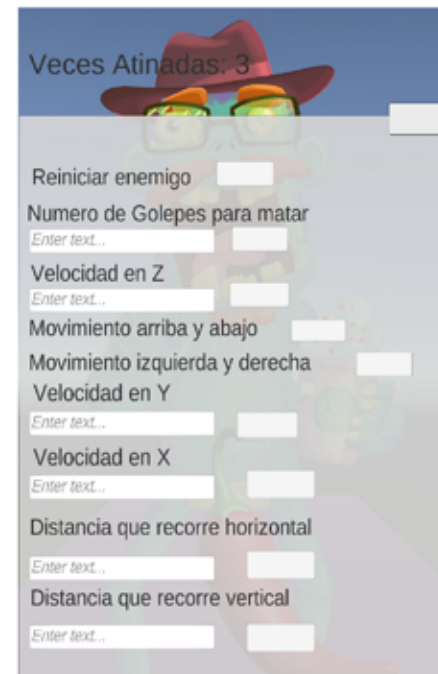 Veces Atinadas: 3
Reiniciar enemigo
Numero de Golepes para matar
Enter text...
Velocidad en Z
Enter text...
Movimiento arriba y abajo
Movimiento izquierda y derecha
Velocidad en Y
Enter text...
Velocidad en X
Enter text...
Distancia que recorre horizontal
Enter text...
Distancia que recorre vertical
Enter text...